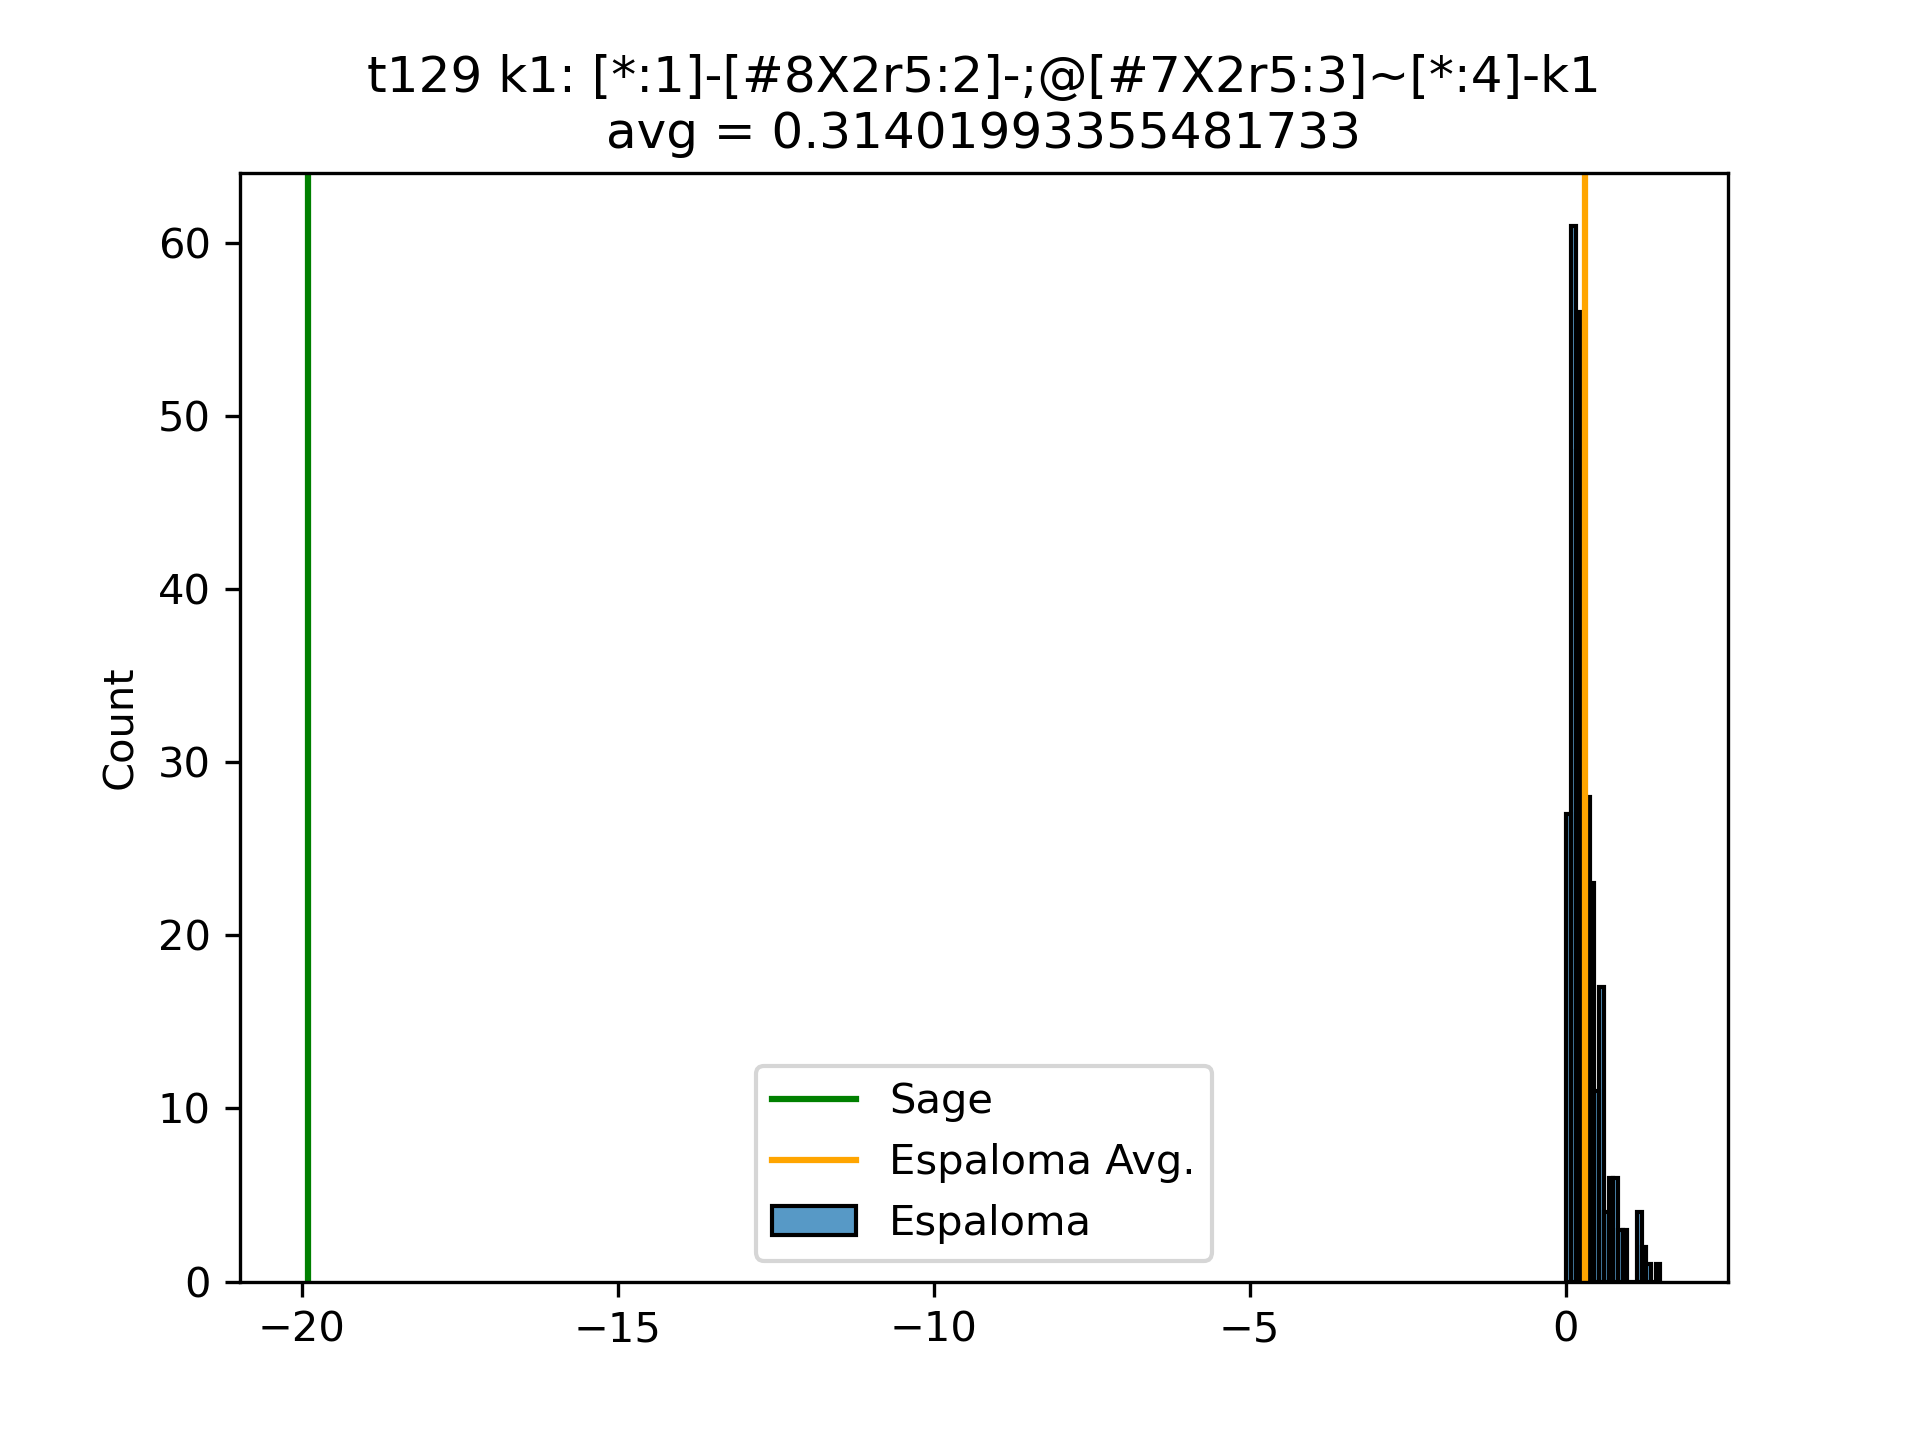 t129 k1: [*:1]-[#8X2r5:2]-;@[#7X2r5:3]~[*:4]-k1
avg = 0.31401993355481733
60
50
40
30
20
10
0
Count
Sage
Espaloma Avg.
Espaloma
−20
−15
−10
−5
0